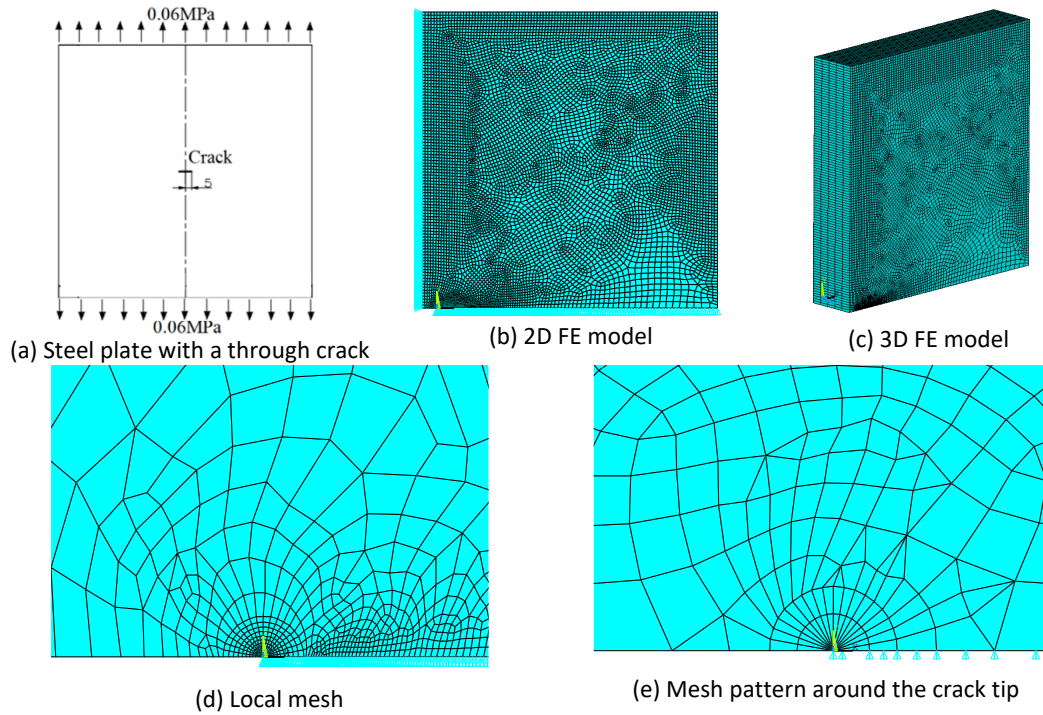 0.06MPa
Crack
5
0.06MPa
(a) Steel plate with a through crack
(b) 2D FE model
(c) 3D FE model
(d) Local mesh
(e) Mesh pattern around the crack tip